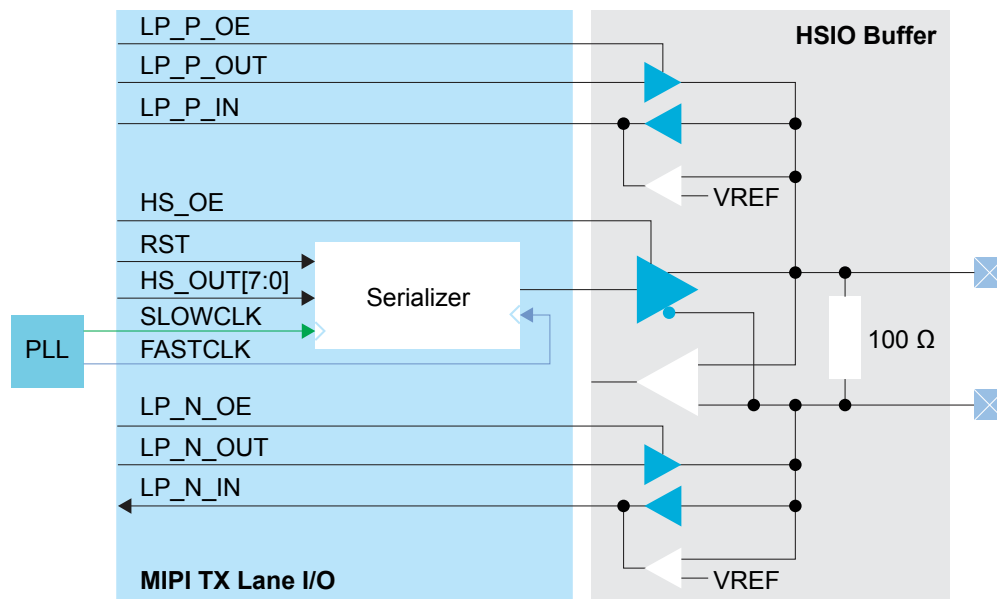 LP_P_OE
HSIO Buffer
LP_P_OUT
LP_P_IN
VREF
HS_OE
RST
HS_OUT[7:0]
Serializer
SLOWCLK
PLL
FASTCLK
100 Ω
LP_N_OE
LP_N_OUT
LP_N_IN
MIPI TX Lane I/O
VREF